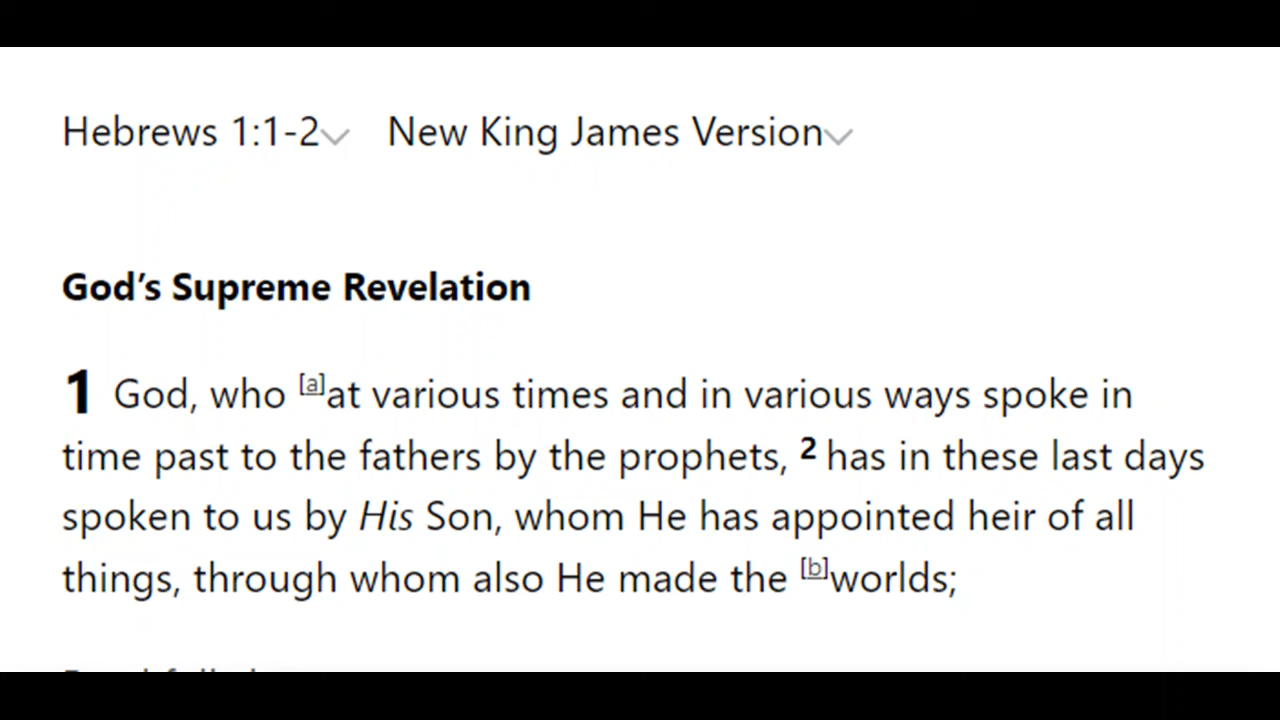 Hebrews 1:1-2 New King James Version
God's Supreme Revelation
1 God, who [a]at various times and in various ways spoke in
time past to the fathers by the prophets, 2 has in these last days
spoken to us by His Son, whom He has appointed heir of all
things, through whom also He made the [b]worlds;